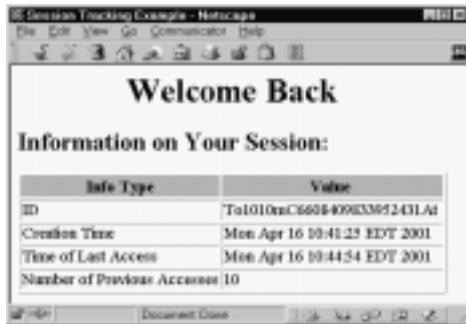 Session Tracking Example - Netscape
File Edit View Go Communicator Help
Welcome Back
Information on Your Session:
Info Type Value
ID
Creation Time Mon Apr 16 10:41:25 EDT 2001
Time of Last Access Mon Apr 16 10:44:54 EDT 2001
Number of Previous Accesses 10
Document Done